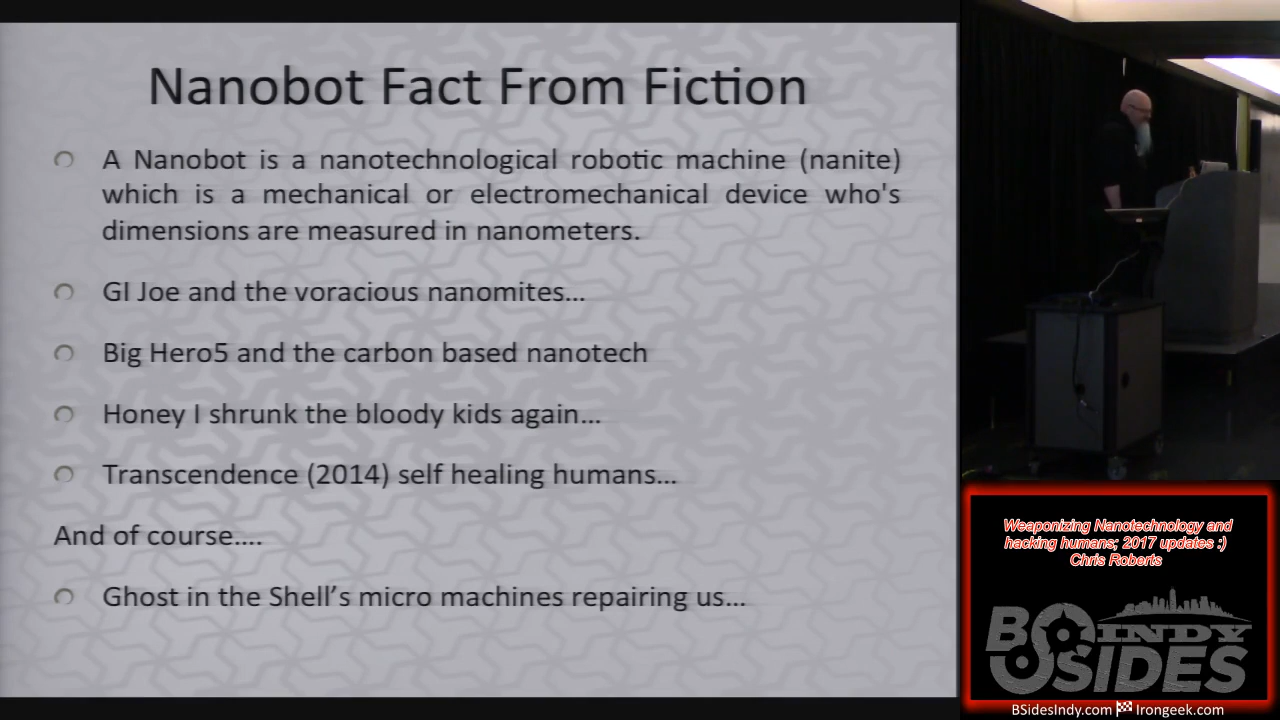 Nanobot Fact From Fiction
A Nanobot is a nanotechnological robotic machine (nanite)
which is a mechanical or electromechanical device who's
dimensions are measured in nanometers.
GI Joe and the voracious nanomites...
Big Hero5 and the carbon based nanotech
Honey I shrunk the bloody kids again...
Transcendence (2014) self healing humans...
And of course....
Ghost in the Shell’s micro machines repairing us...
Weaponizing Nanotechnology and
hacking humans; 2017 updates :)
Chris Roberts
BSIDES
INDY
BSidesIndy.com Irongeek.com